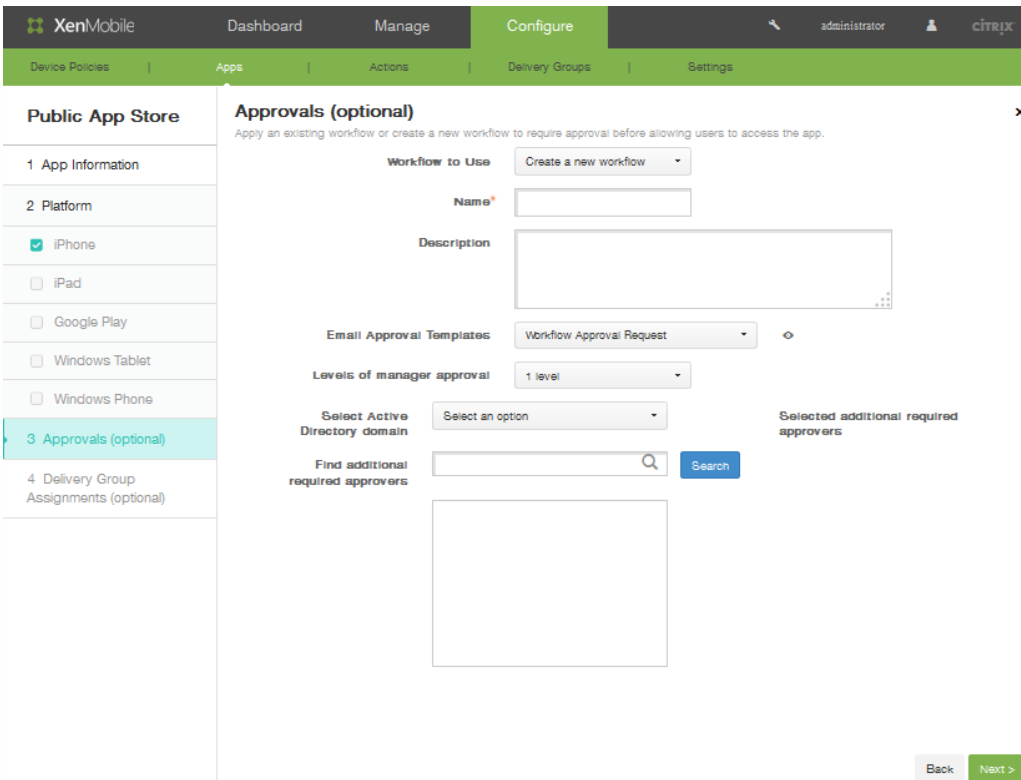 XenMobile Dashboard Manage Configure administrator CITRIX
Device Policies | Apps | Actions | Delivery Groups | Settings
Public App Store
1 App Information
2 Platform
iPhone
iPad
Google Play
Windows Tablet
Windows Phone
3 Approvals (optional)
4 Delivery Group
Assignments (optional)
Approvals (optional)
Apply an existing workflow or create a new workflow to require approval before allowing users to access the app.
Workflow to Use Create a new workflow
Name*
Description
Email Approval Templates Workflow Approval Request
Levels of manager approval 1 level
Select Active
Directory domain
Select an option
Selected additional required
approvers
Find additional
required approvers
Search
Back Next >